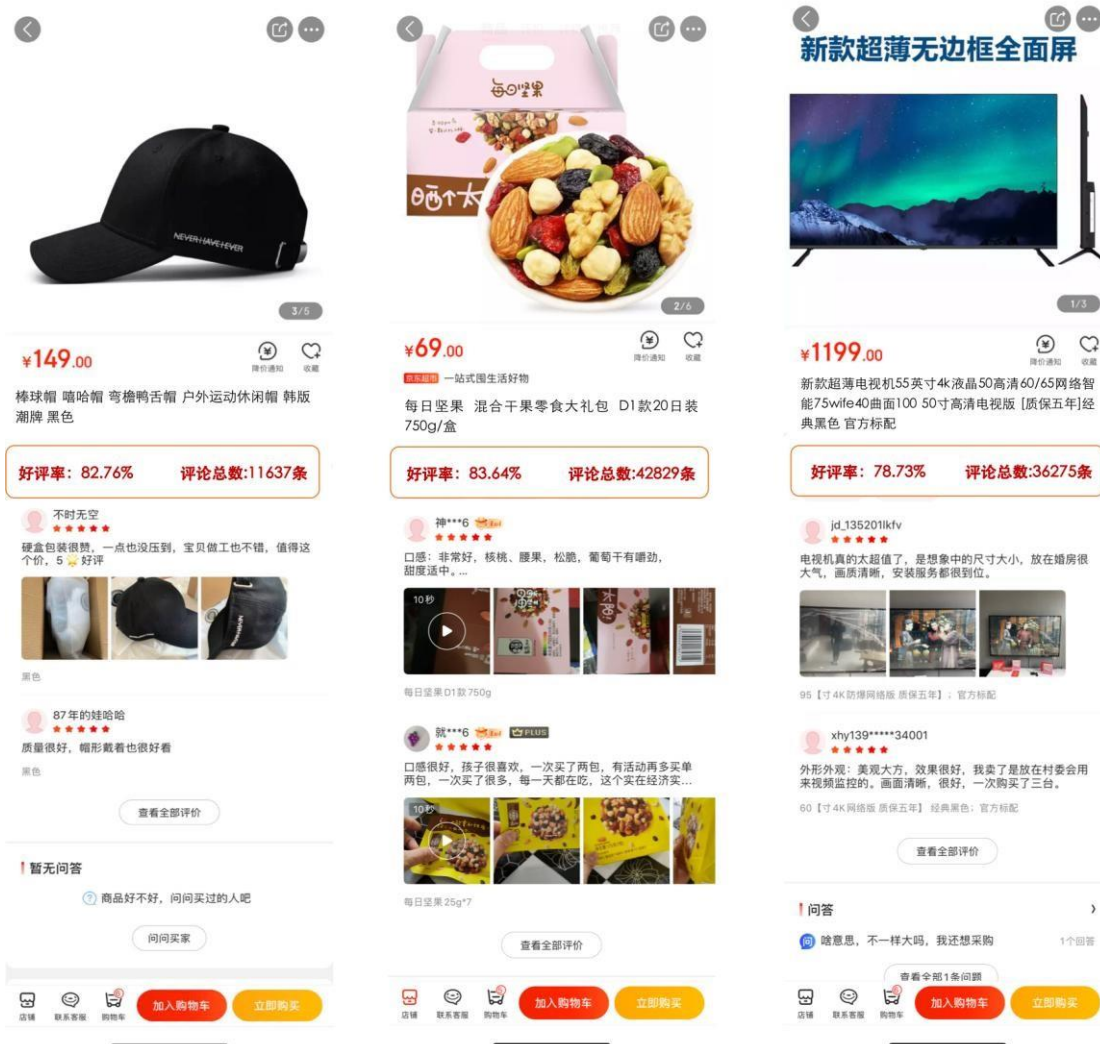 NEVER HAVE FEVER
3/5
¥149.00
降价通知
收藏
棒球帽 嘻哈帽 弯檐鸭舌帽 户外运动休闲帽 韩版
潮牌 黑色
好评率：82.76% 评论总数:11637条
不时无空
硬盒包装很赞，一点也没压到，宝贝做工也不错，值得这
个价，5🌟好评
黑色
87年的娃哈哈
质量很好，帽形戴着也很好看
黑色
查看全部评价
暂无问答
商品好不好，问问买过的人吧
问问买家
店铺
联系客服
购物车
加入购物车
立即购买
每日坚果
晒个太
2/6
¥69.00
降价通知
收藏
京东超市 一站式囤生活好物
每日坚果 混合干果零食大礼包 D1款20日装
750g/盒
好评率：83.64% 评论总数:42829条
神***6
口感：非常好，核桃、腰果、松脆，葡萄干有嚼劲，
甜度适中。...
10秒
每日坚果D1款750g
就***6 PLUS
口感很好，孩子很喜欢，一次买了两包，有活动再多买单
两包，一次买了很多，每一天都在吃，这个实在经济实...
10秒
每日坚果25g*7
查看全部评价
店铺
联系客服
购物车
加入购物车
立即购买
新款超薄无边框全面屏
1/3
¥1199.00
降价通知
收藏
新款超薄电视机55英寸4k液晶50高清60/65网络智
能75wife40曲面100 50寸高清电视版 [质保五年]经
典黑色 官方标配
好评率：78.73% 评论总数:36275条
jd_135201lkfv
电视机真的太超值了，是想象中的尺寸大小，放在婚房很
大气，画质清晰，安装服务都很到位。
95【寸4K防爆网络版 质保五年】；官方标配
xhy139*****34001
外形外观：美观大方，效果很好，我卖了是放在村委会用
来视频监控的。画面清晰，很好，一次购买了三台。
60【寸4K网络版 质保五年】 经典黑色；官方标配
查看全部评价
问答
问 啥意思，不一样大吗，我还想采购 1个回答
查看全部1条问题
店铺
联系客服
购物车
加入购物车
立即购买